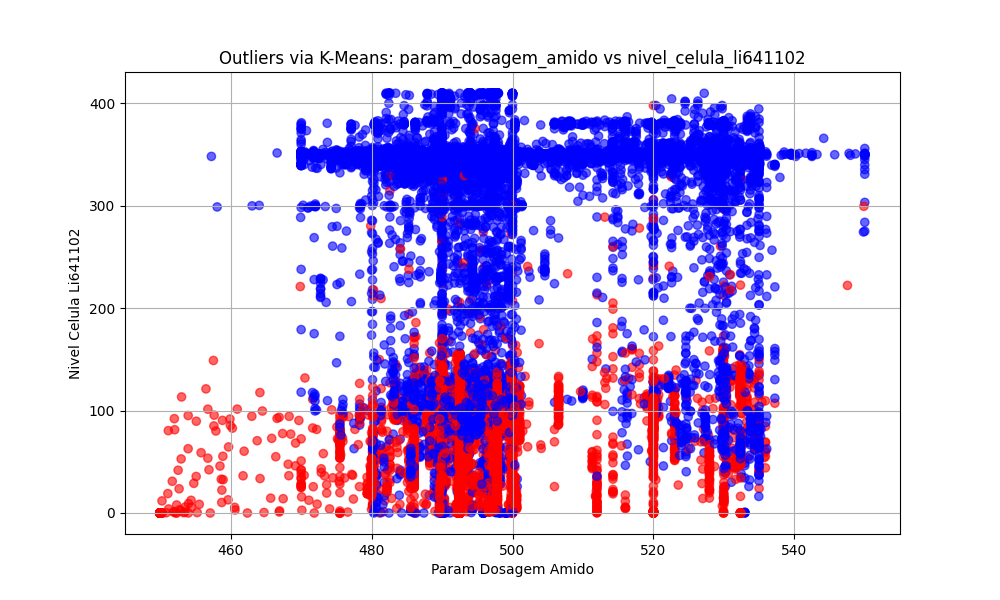 Outliers via K-Means: param_dosagem_amido vs nivel_celula_li641102
400
300
200
100
0
Nivel Celula Li641102
460 480 500 520 540
Param Dosagem Amido